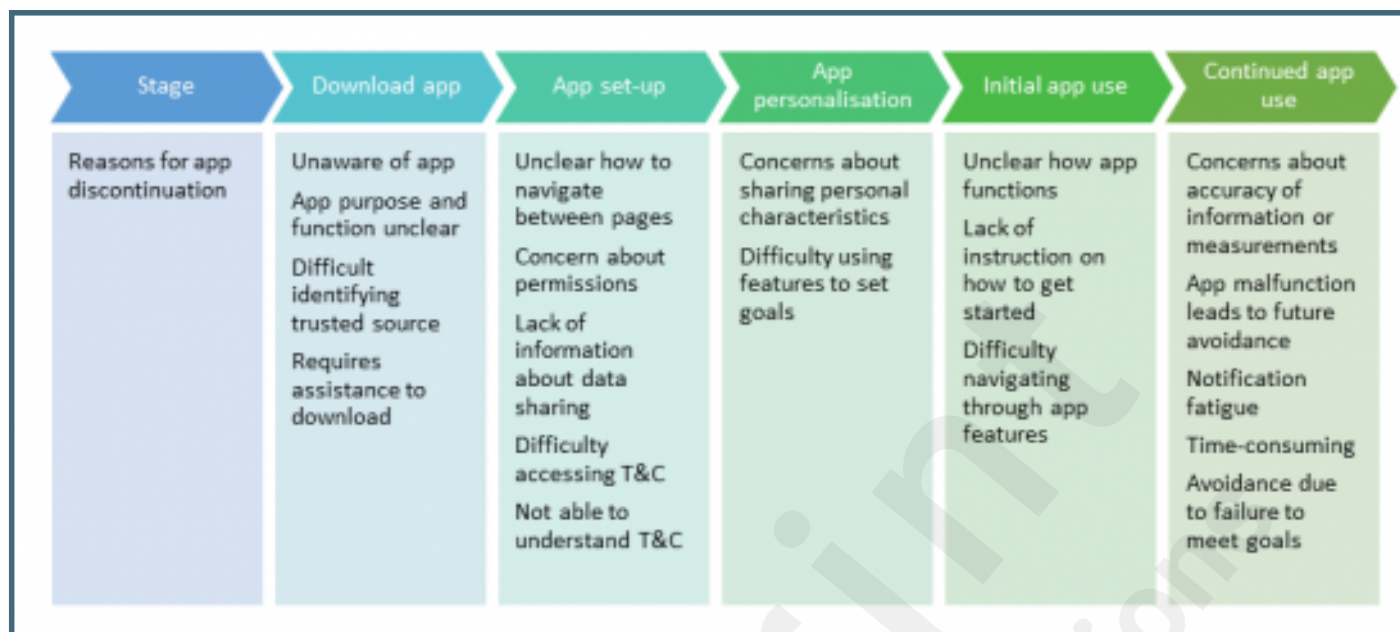 Stage
Download app
App set-up
App
personalisation
Initial app use
Continued app
use
Reasons for app
discontinuation
Unaware of app
App purpose and
function unclear
Difficult
identifying
trusted source
Requires
assistance to
download
Unclear how to
navigate
between pages
Concern about
permissions
Lack of
information
about data
sharing
Difficulty
accessing T&C
Not able to
understand T&C
Concerns about
sharing personal
characteristics
Difficulty using
features to set
goals
Unclear how app
functions
Lack of
instruction on
how to get
started
Difficulty
navigating
through app
features
Concerns about
accuracy of
information or
measurements
App malfunction
leads to future
avoidance
Notification
fatigue
Time-consuming
Avoidance due
to failure to
meet goals